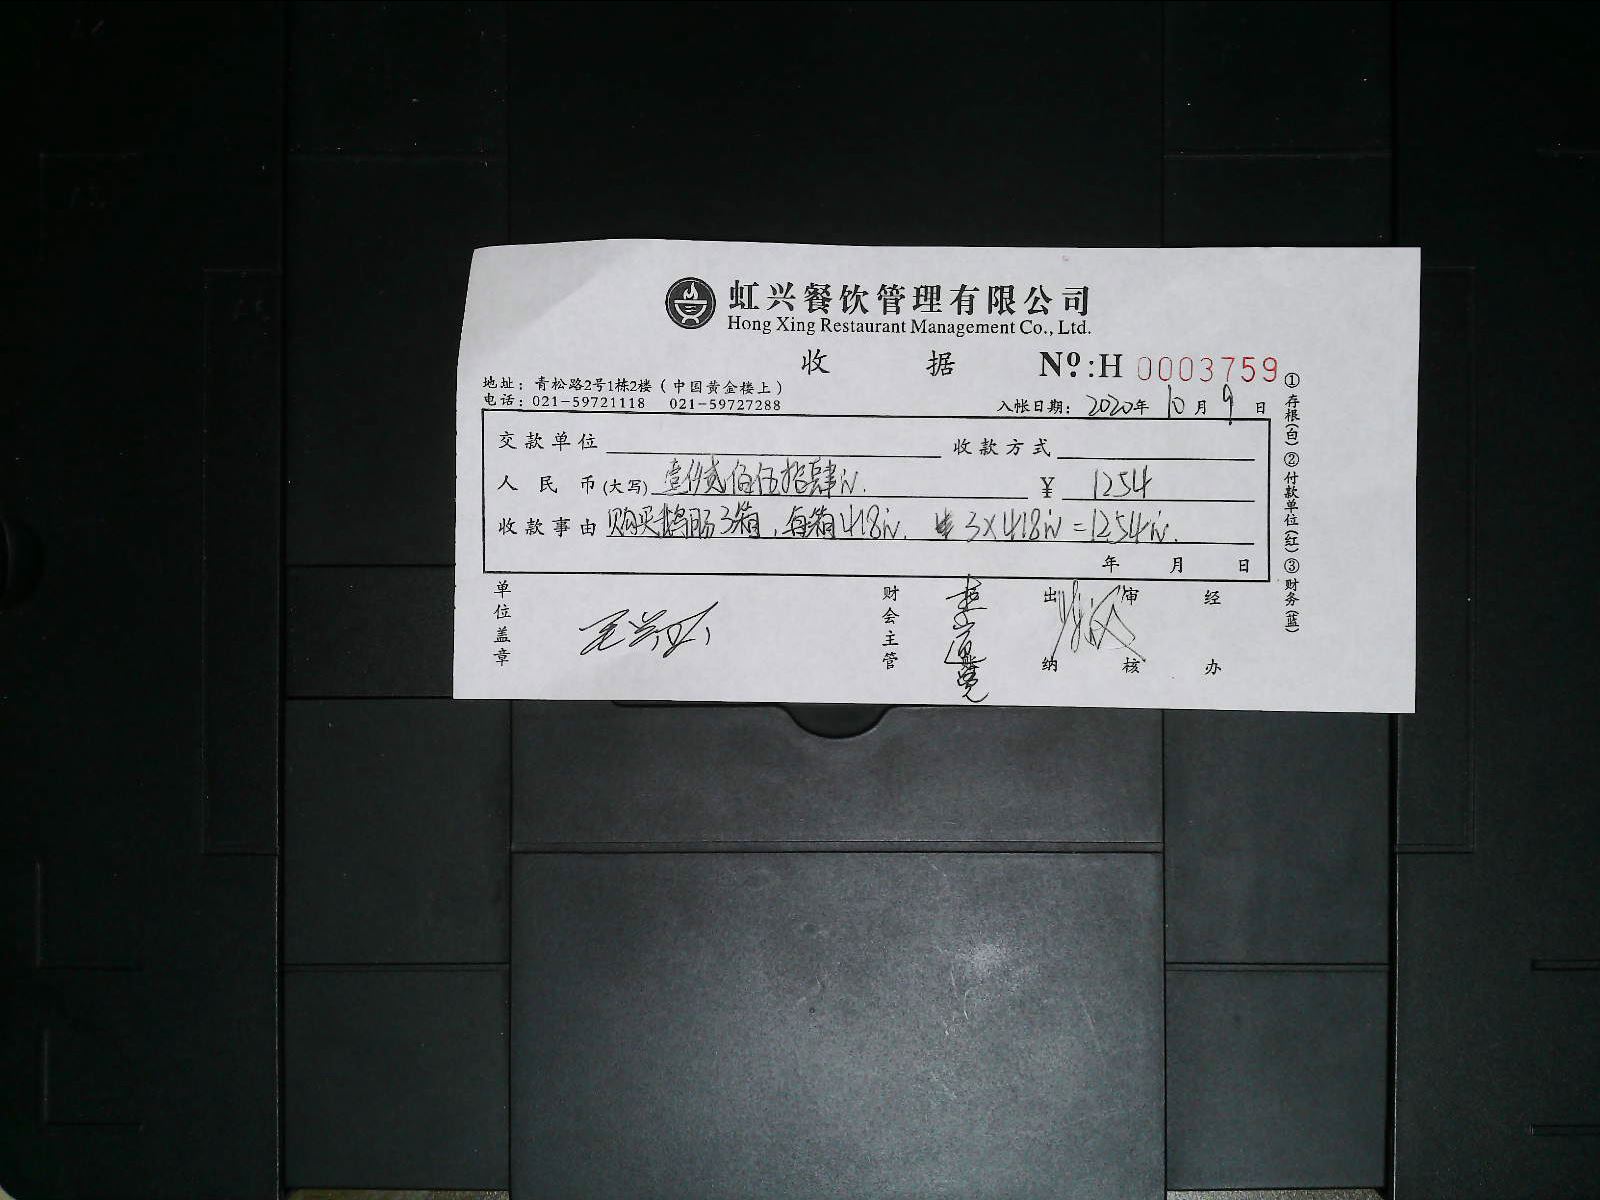 虹兴餐饮管理有限公司
Hong Xing Restaurant Management Co., Ltd.
收 据 Nº:H 0003759
地址：青松路2号1栋2楼（中国黄金楼上）
电话：021-59721118 021-59727288 入帐日期：2020年 10月 9日
交款单位 收款方式
人民币(大写) 壹仟贰佰伍拾肆元. ¥ 1254
收款事由 购买鹅肠3箱，每箱418元. 3×418元=1254元.
年 月 日
单位盖章 财会主管 出纳 审核 经办
①存根(白)②付款单位(红)③财务(蓝)